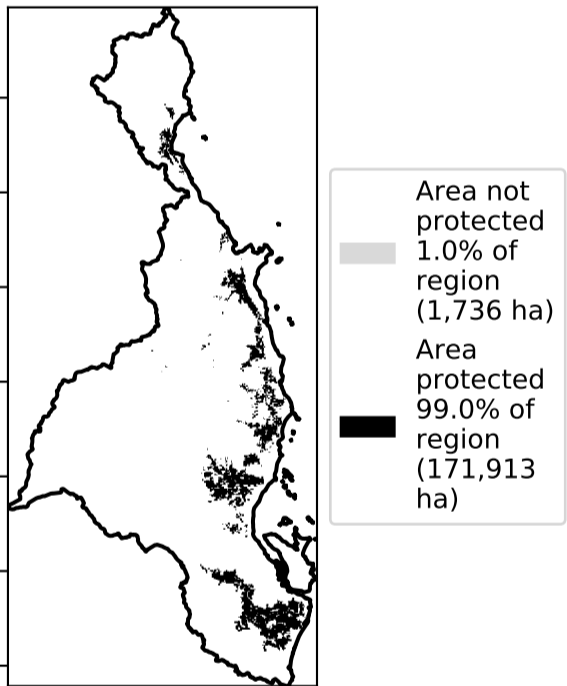 Area not
protected
1.0% of
region
(1,736 ha)
Area
protected
99.0% of
region
(171,913
ha)